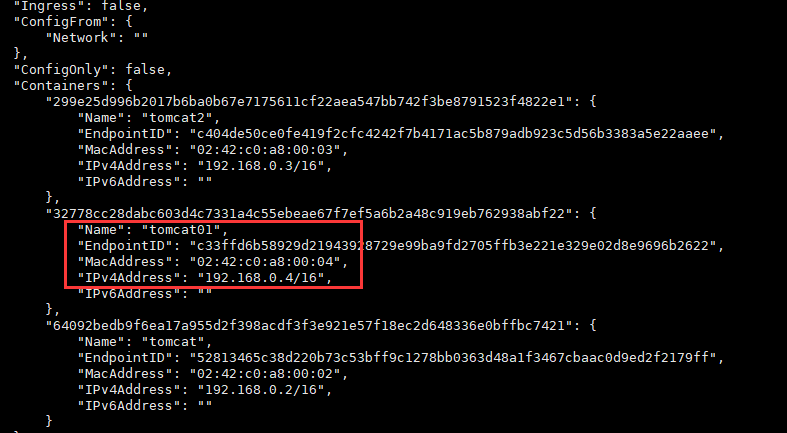 "Ingress": false,
"ConfigFrom": {
"Network": ""
},
"ConfigOnly": false,
"Containers": {
"299e25d996b2017b6ba0b67e7175611cf22aea547bb742f3be8791523f4822e1": {
"Name": "tomcat2",
"EndpointID": "c404de50ce0fe419f2cfc4242f7b4171ac5b879adb923c5d56b3383a5e22aaee",
"MacAddress": "02:42:c0:a8:00:03",
"IPv4Address": "192.168.0.3/16",
"IPv6Address": ""
},
"32778cc28dabc603d4c7331a4c55ebeae67f7ef5a6b2a48c919eb762938abf22": {
"Name": "tomcat01",
"EndpointID": "c33ffd6b58929d21943928729e99ba9fd2705ffb3e221e329e02d8e9696b2622",
"MacAddress": "02:42:c0:a8:00:04",
"IPv4Address": "192.168.0.4/16",
"IPv6Address": ""
},
"64092bedb9f6ea17a955d2f398acdf3f3e921e57f18ec2d648336e0bffbc7421": {
"Name": "tomcat",
"EndpointID": "52813465c38d220b73c53bff9c1278bb0363d48a1f3467cbaac0d9ed2f2179ff",
"MacAddress": "02:42:c0:a8:00:02",
"IPv4Address": "192.168.0.2/16",
"IPv6Address": ""
}